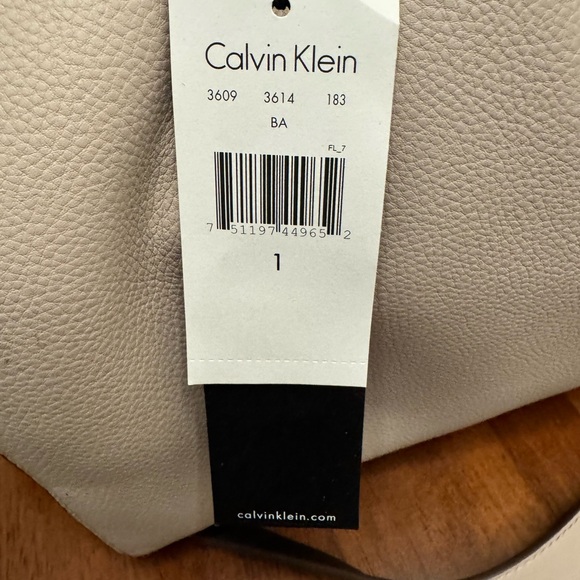 Calvin Klein
3609 3614 183
BA
FL_7
7 51197 44965 2
1
calvinklein.com